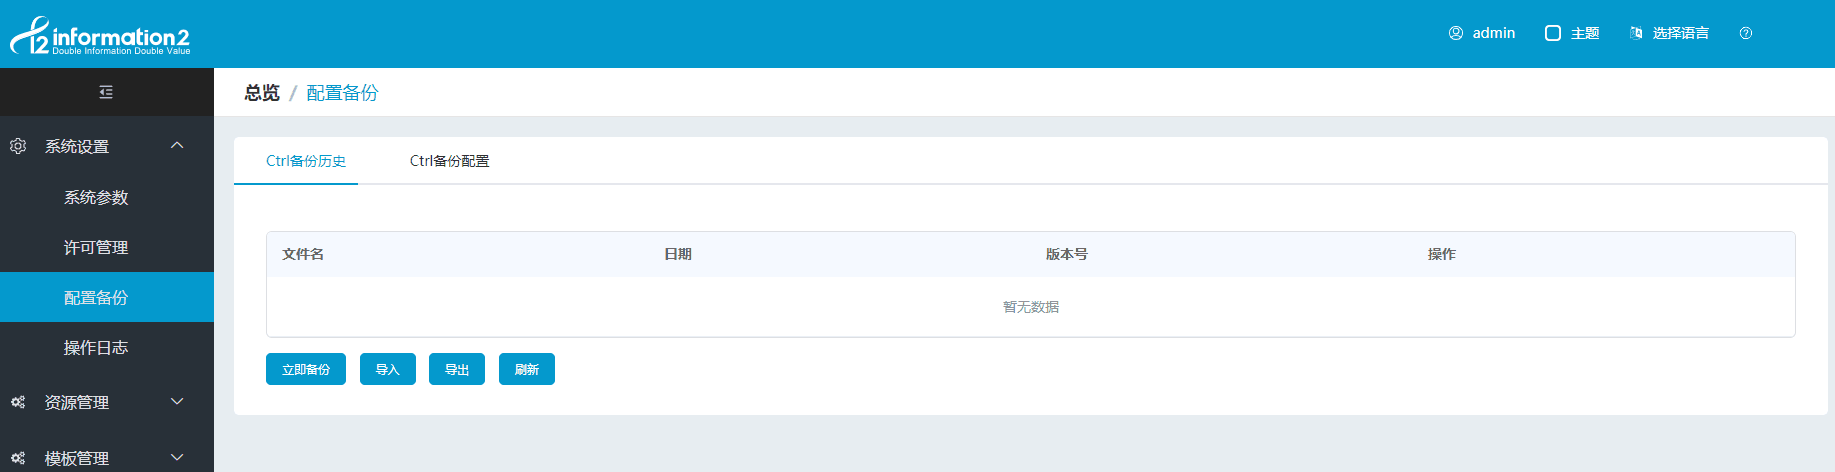 information2
Double Information Double Value
admin
主题
选择语言
总览 / 配置备份
系统设置
系统参数
许可管理
配置备份
操作日志
资源管理
模板管理
Ctrl备份历史
Ctrl备份配置
文件名
日期
版本号
操作
暂无数据
立即备份
导入
导出
刷新